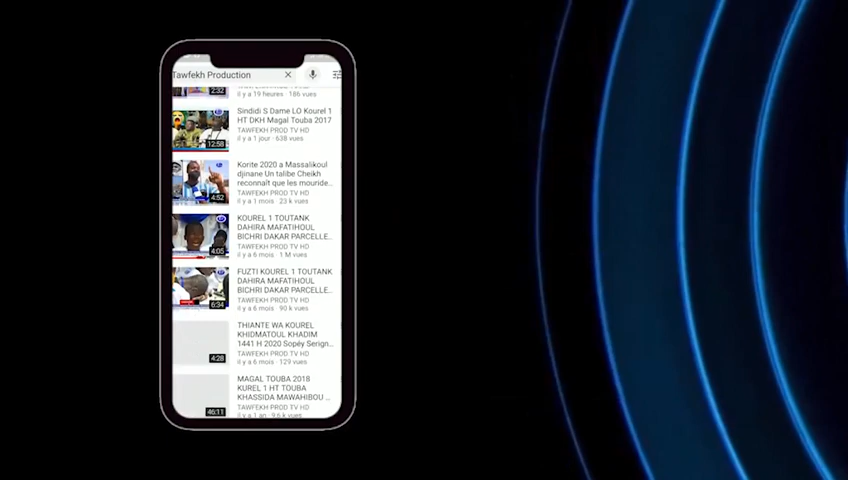 Tawfekh Production
2:32
il y a 19 heures · 186 vues
Sindidi S Dame LO Kourel 1
HT DKH Magal Touba 2017
TAWFEKH PROD TV HD
il y a 1 jour · 638 vues
12:58
Korite 2020 a Massalikoul
djinane Un talibe Cheikh
reconnaît que les mouride...
TAWFEKH PROD TV HD
il y a 1 mois · 23 k vues
4:52
KOUREL 1 TOUTANK
DAHIRA MAFATIHOUL
BICHRI DAKAR PARCELLE...
TAWFEKH PROD TV HD
il y a 6 mois · 1 M vues
4:05
FUZTI KOUREL 1 TOUTANK
DAHIRA MAFATIHOUL
BICHRI DAKAR PARCELLE...
TAWFEKH PROD TV HD
il y a 6 mois · 90 k vues
6:34
THIANTE WA KOUREL
KHIDMATOUL KHADIM
1441 H 2020 Sopéy Serign...
TAWFEKH PROD TV HD
il y a 6 mois · 129 vues
4:28
MAGAL TOUBA 2018
KUREL 1 HT TOUBA
KHASSIDA MAWAHIBOU ...
TAWFEKH PROD TV HD
il y a 1 an · 9,6 k vues
46:11